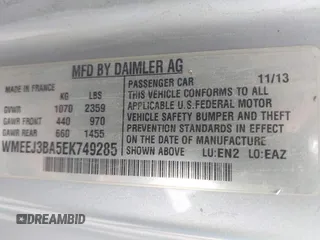 MFD BY DAIMLER AG
MADE IN FRANCE
KG LBS
GVWR 1070 2359
GAWR FRONT 440 970
GAWR REAR 660 1455
WMEEJ3BA5EK749285
PASSENGER CAR 11/13
THIS VEHICLE CONFORMS TO ALL
APPLICABLE U.S.FEDERAL MOTOR
VEHICLE SAFETY BUMPER AND THEFT
PREVENTION STANDARDS IN
EFFECT ON THE DATE OF
MANUFACTURE SHOWN ABOVE
LU:EN2 LO:EAZ
bidfax.info